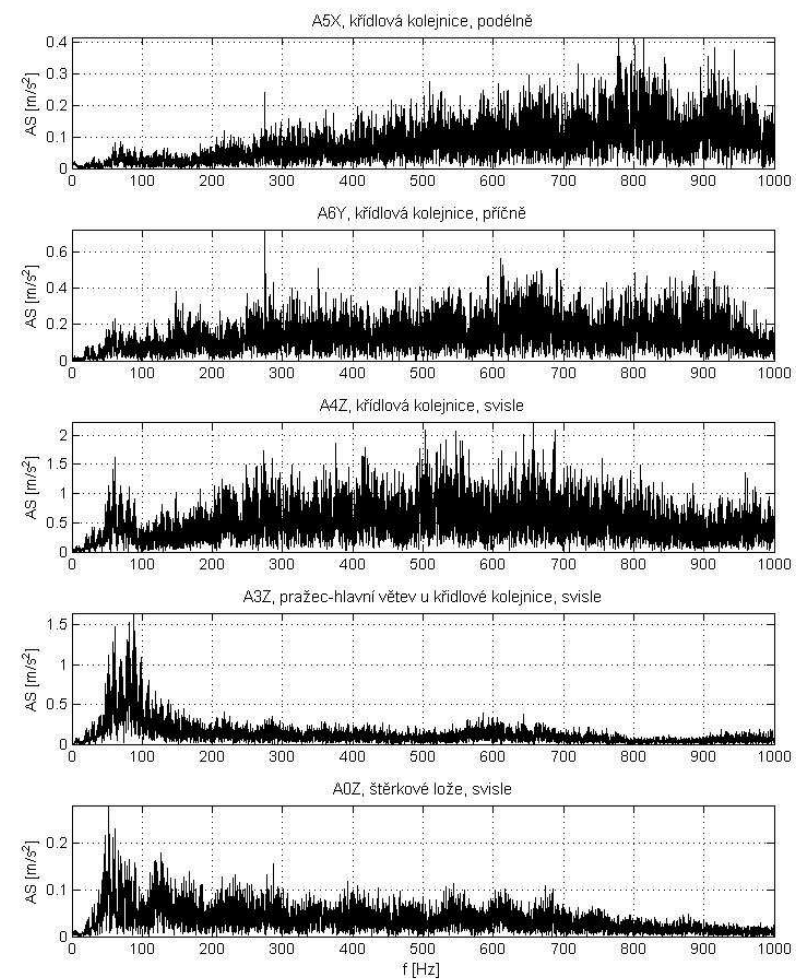 A5X, křídlová kolejnice, podélně
AS [m/s²]
0.4
0.3
0.2
0.1
0
0 100 200 300 400 500 600 700 800 900 1000
A6Y, křídlová kolejnice, příčně
AS [m/s²]
0.6
0.4
0.2
0
0 100 200 300 400 500 600 700 800 900 1000
A4Z, křídlová kolejnice, svisle
AS [m/s²]
2
1.5
1
0.5
0
0 100 200 300 400 500 600 700 800 900 1000
A3Z, pražec-hlavní větev u křídlové kolejnice, svisle
AS [m/s²]
1.5
1
0.5
0
0 100 200 300 400 500 600 700 800 900 1000
A0Z, štěrkové lože, svisle
AS [m/s²]
0.2
0.1
0
0 100 200 300 400 500 600 700 800 900 1000
f [Hz]